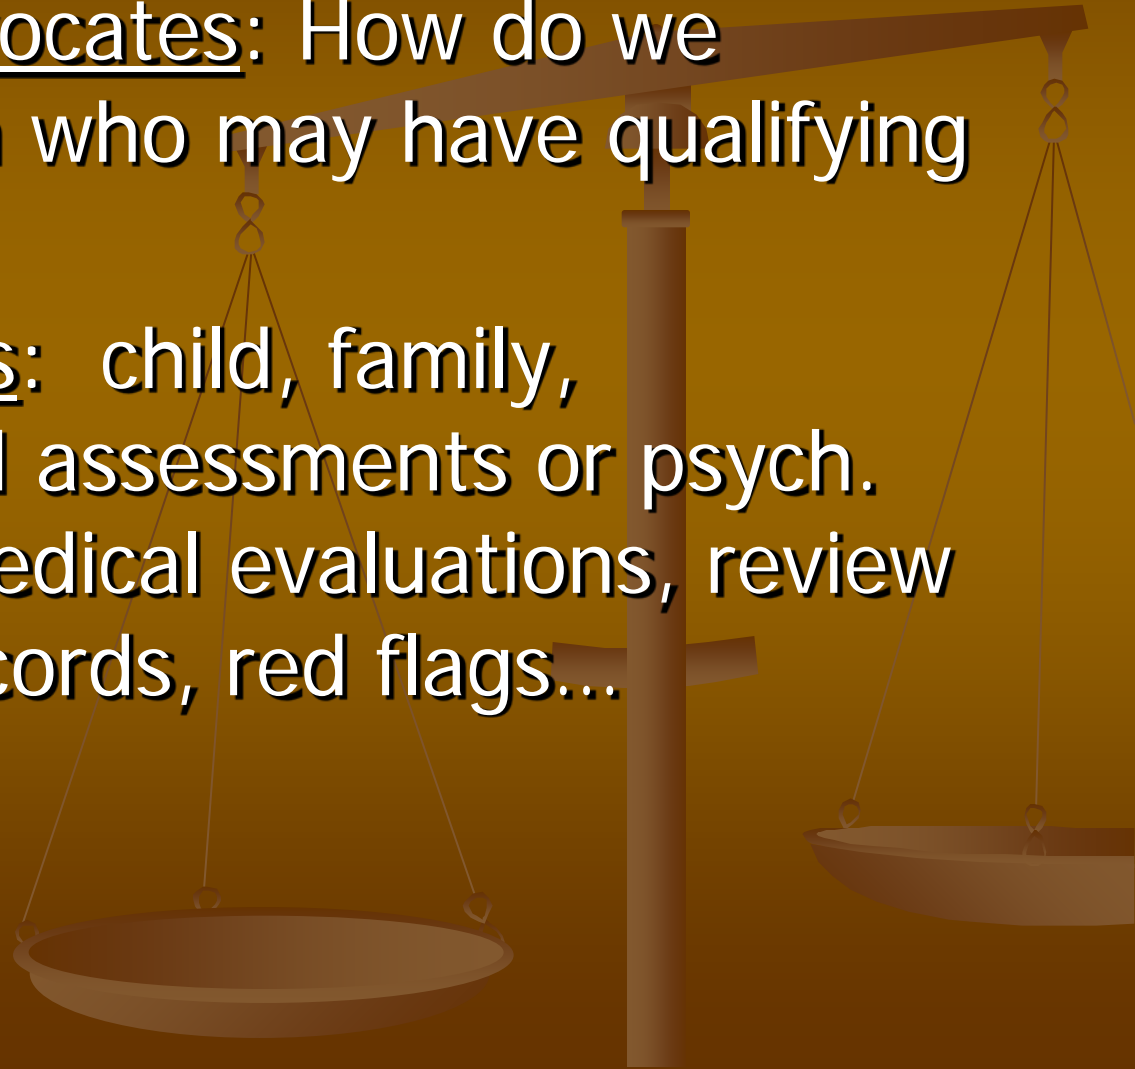 ocates: How do we
who may have qualifying
s: child, family,
assessments or psych.
edical evaluations, review
cords, red flags...